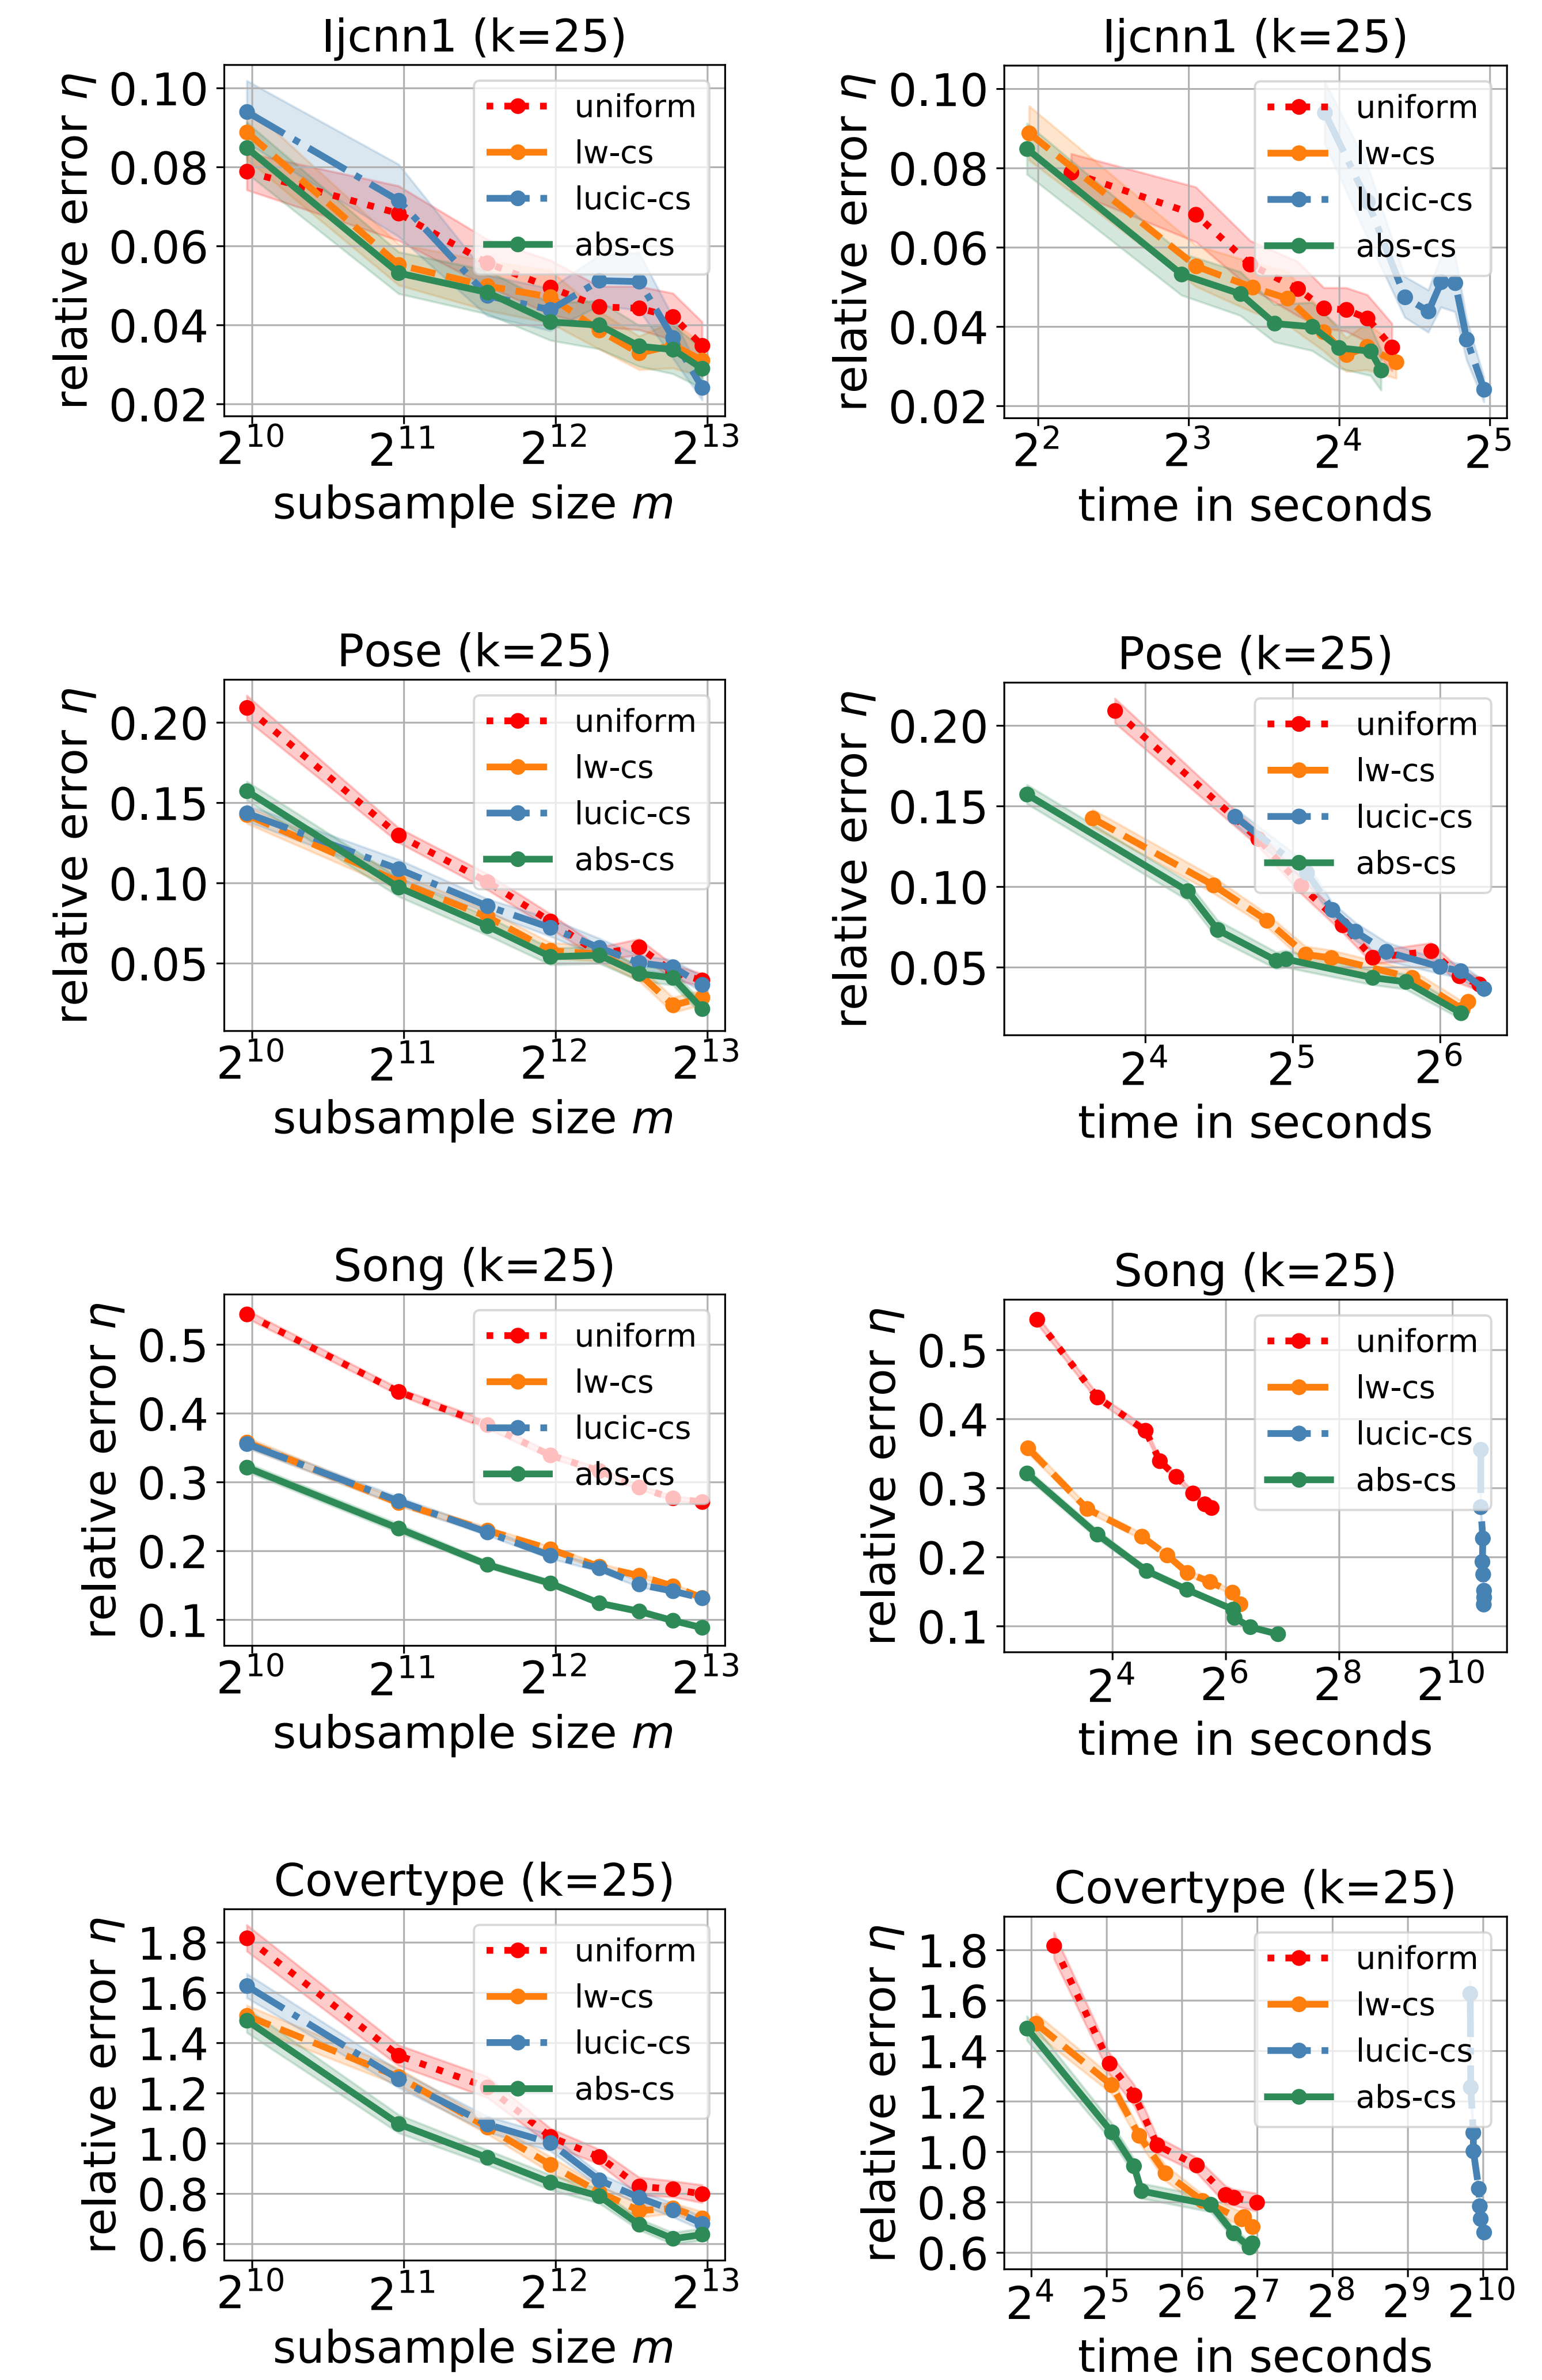 Ijcnn1 (k=25)
relative error η
0.10
0.08
0.06
0.04
0.02
uniform
lw-cs
lucic-cs
abs-cs
2^10 2^11 2^12 2^13
subsample size m
Ijcnn1 (k=25)
relative error η
0.10
0.08
0.06
0.04
0.02
uniform
lw-cs
lucic-cs
abs-cs
2^2 2^3 2^4 2^5
time in seconds
Pose (k=25)
relative error η
0.20
0.15
0.10
0.05
uniform
lw-cs
lucic-cs
abs-cs
2^10 2^11 2^12 2^13
subsample size m
Pose (k=25)
relative error η
0.20
0.15
0.10
0.05
uniform
lw-cs
lucic-cs
abs-cs
2^4 2^5 2^6
time in seconds
Song (k=25)
relative error η
0.5
0.4
0.3
0.2
0.1
uniform
lw-cs
lucic-cs
abs-cs
2^10 2^11 2^12 2^13
subsample size m
Song (k=25)
relative error η
0.5
0.4
0.3
0.2
0.1
uniform
lw-cs
lucic-cs
abs-cs
2^4 2^6 2^8 2^10
time in seconds
Covertype (k=25)
relative error η
1.8
1.6
1.4
1.2
1.0
0.8
0.6
uniform
lw-cs
lucic-cs
abs-cs
2^10 2^11 2^12 2^13
subsample size m
Covertype (k=25)
relative error η
1.8
1.6
1.4
1.2
1.0
0.8
0.6
uniform
lw-cs
lucic-cs
abs-cs
2^4 2^5 2^6 2^7 2^8 2^9 2^10
time in seconds